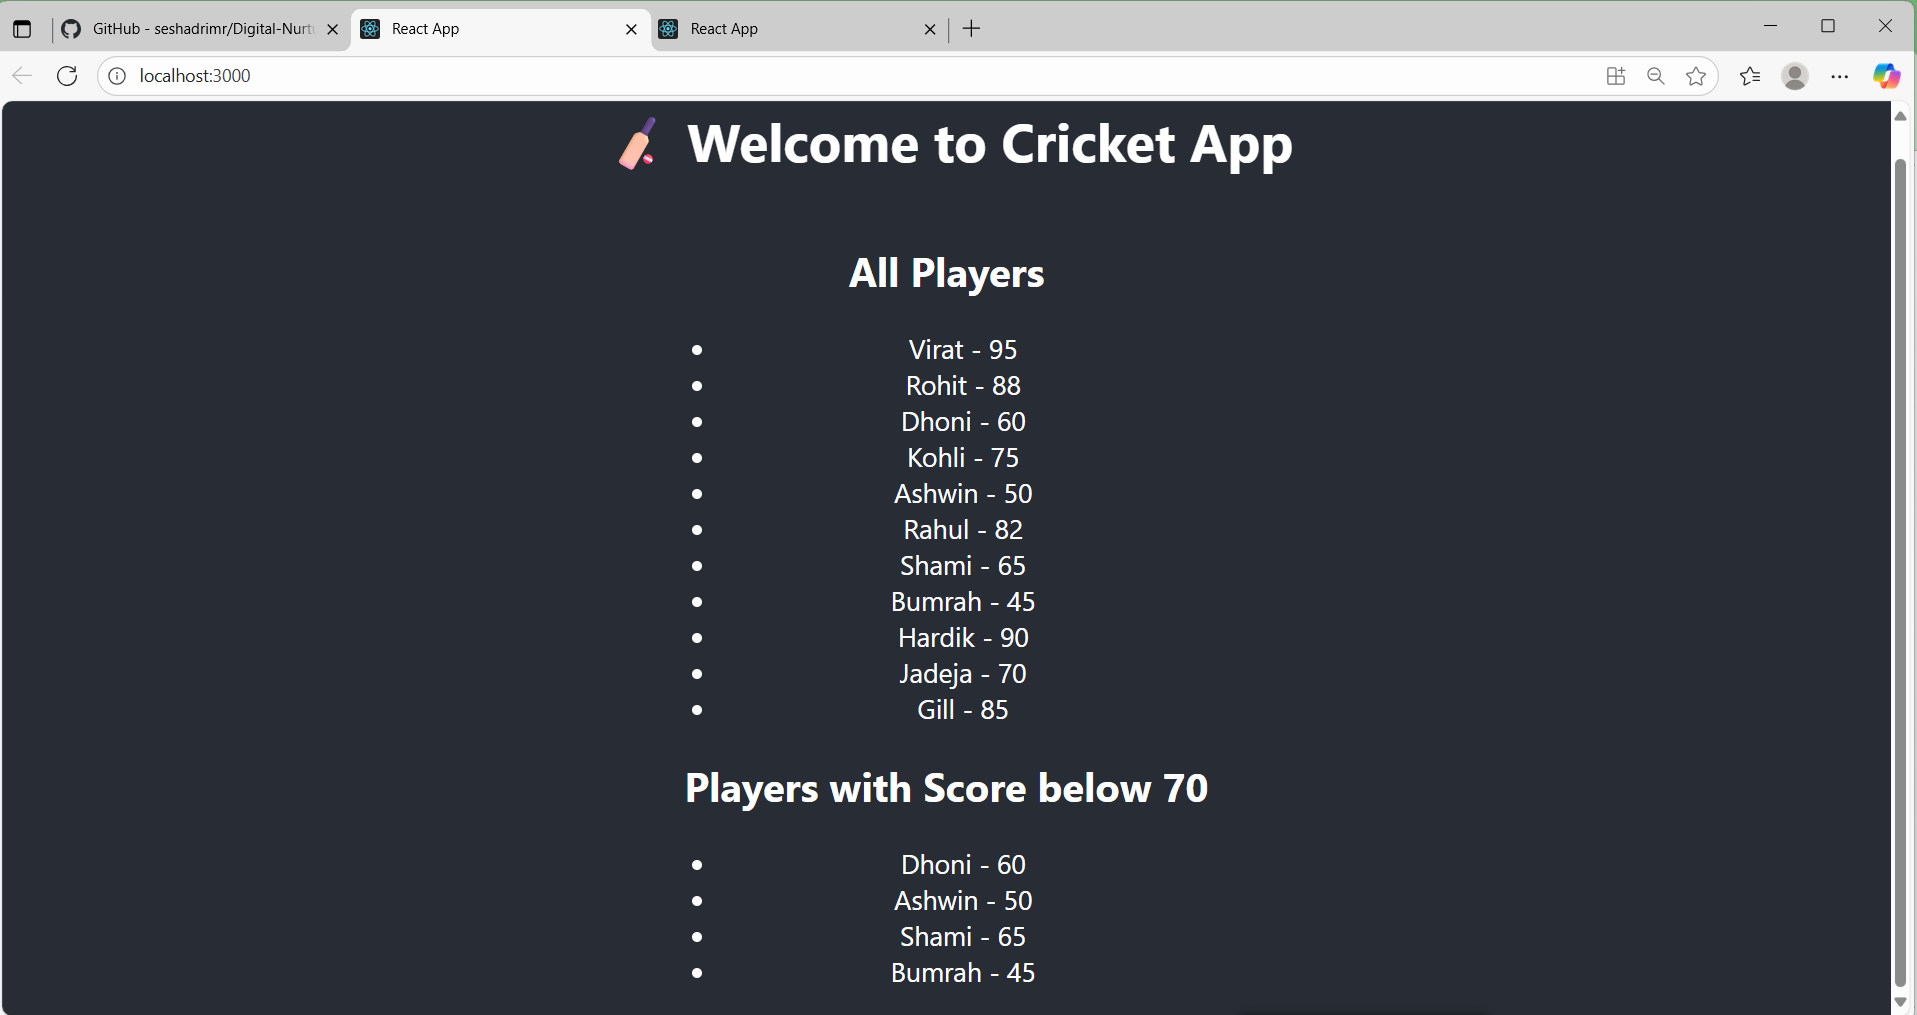 GitHub - seshadrimr/Digital-Nurtu
React App
React App
localhost:3000
Welcome to Cricket App
All Players
• Virat - 95
• Rohit - 88
• Dhoni - 60
• Kohli - 75
• Ashwin - 50
• Rahul - 82
• Shami - 65
• Bumrah - 45
• Hardik - 90
• Jadeja - 70
• Gill - 85
Players with Score below 70
• Dhoni - 60
• Ashwin - 50
• Shami - 65
• Bumrah - 45